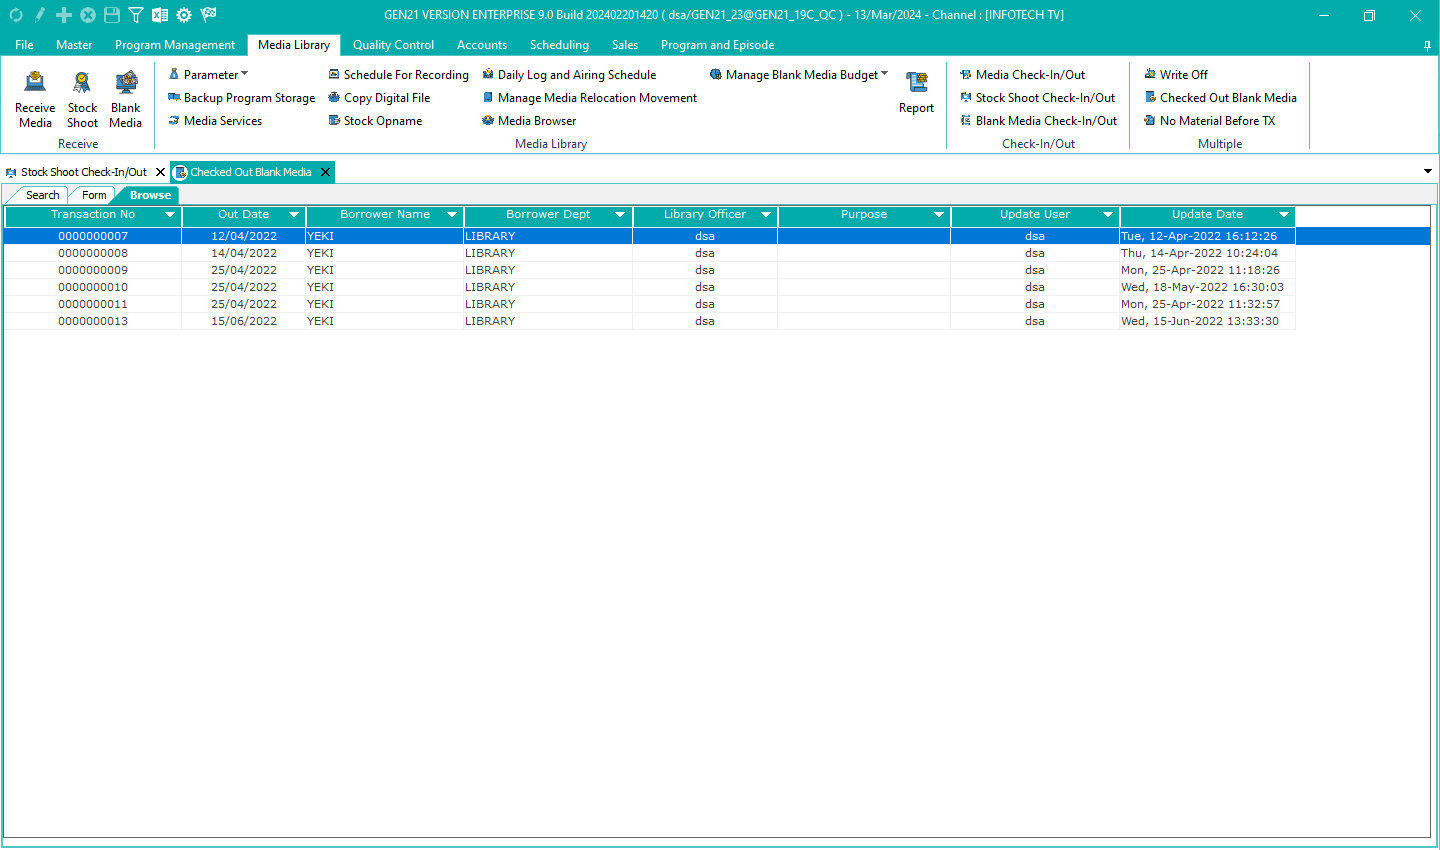 GEN21 VERSION ENTERPRISE 9.0 Build 202402201420 ( dsa/GEN21_23@GEN21_19C_QC ) - 13/Mar/2024 - Channel : [INFOTECH TV]
File Master Program Management Media Library Quality Control Accounts Scheduling Sales Program and Episode
Receive Media
Stock Shoot
Blank Media
Receive
Parameter
Backup Program Storage
Media Services
Schedule For Recording
Copy Digital File
Stock Opname
Daily Log and Airing Schedule
Manage Media Relocation Movement
Media Browser
Manage Blank Media Budget
Report
Media Library
Media Check-In/Out
Stock Shoot Check-In/Out
Blank Media Check-In/Out
Check-In/Out
Write Off
Checked Out Blank Media
No Material Before TX
Multiple
Stock Shoot Check-In/Out Checked Out Blank Media
Search Form Browse
Transaction No Out Date Borrower Name Borrower Dept Library Officer Purpose Update User Update Date
0000000007 12/04/2022 YEKI LIBRARY dsa dsa Tue, 12-Apr-2022 16:12:26
0000000008 14/04/2022 YEKI LIBRARY dsa dsa Thu, 14-Apr-2022 10:24:04
0000000009 25/04/2022 YEKI LIBRARY dsa dsa Mon, 25-Apr-2022 11:18:26
0000000010 25/04/2022 YEKI LIBRARY dsa dsa Wed, 18-May-2022 16:30:03
0000000011 25/04/2022 YEKI LIBRARY dsa dsa Mon, 25-Apr-2022 11:32:57
0000000013 15/06/2022 YEKI LIBRARY dsa dsa Wed, 15-Jun-2022 13:33:30